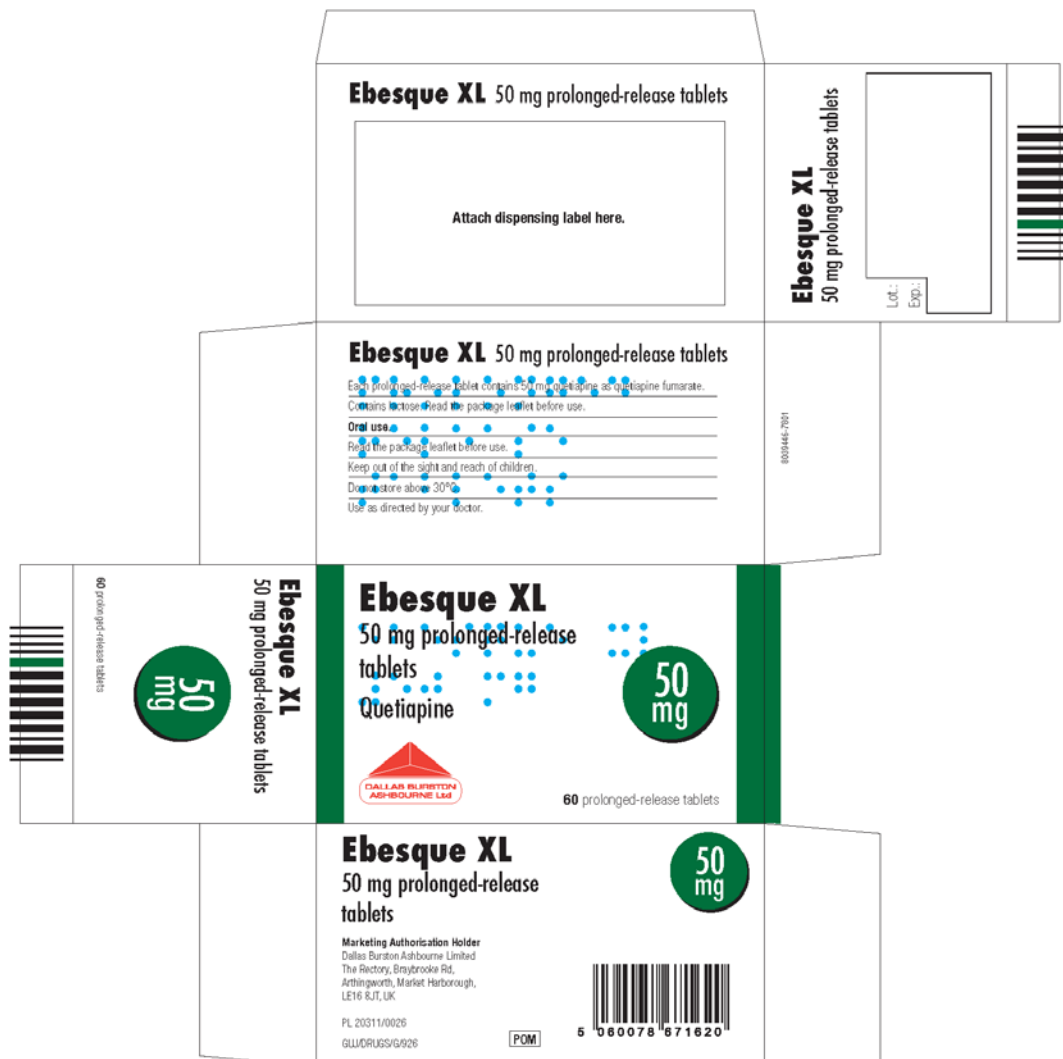 Ebesque XL 50 mg prolonged-release tablets
Attach dispensing label here.
Ebesque XL
50 mg prolonged-release tablets
Lot.:
Exp.:
Ebesque XL 50 mg prolonged-release tablets
Each prolonged-release tablet contains 50 mg quetiapine as quetiapine fumarate.
Contains lactose. Read the package leaflet before use.
Oral use.
Read the package leaflet before use.
Keep out of the sight and reach of children.
Do not store above 30°C.
Use as directed by your doctor.
8039446-7801
60 prolonged-release tablets
50
mg
Ebesque XL
50 mg prolonged-release tablets
Ebesque XL
50 mg prolonged-release
tablets
Quetiapine
50
mg
DALLAS BURSTON
ASHBOURNE Ltd
60 prolonged-release tablets
Ebesque XL
50 mg prolonged-release
tablets
50
mg
Marketing Authorisation Holder
Dallas Burston Ashbourne Limited
The Rectory, Braybrooke Rd,
Arthingworth, Market Harborough,
LE16 8JT, UK
PL 20311/0026
GUJ/DRUGS/G/926
POM
5 060078 671620